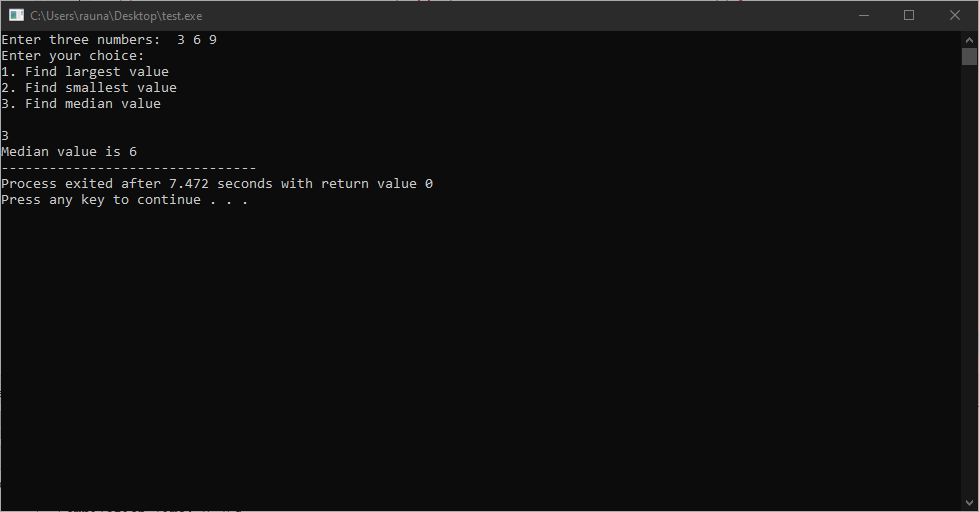 C:\Users\rauna\Desktop\test.exe
Enter three numbers:  3 6 9
Enter your choice:
1. Find largest value
2. Find smallest value
3. Find median value
3
Median value is 6
--------------------------------
Process exited after 7.472 seconds with return value 0
Press any key to continue . . .